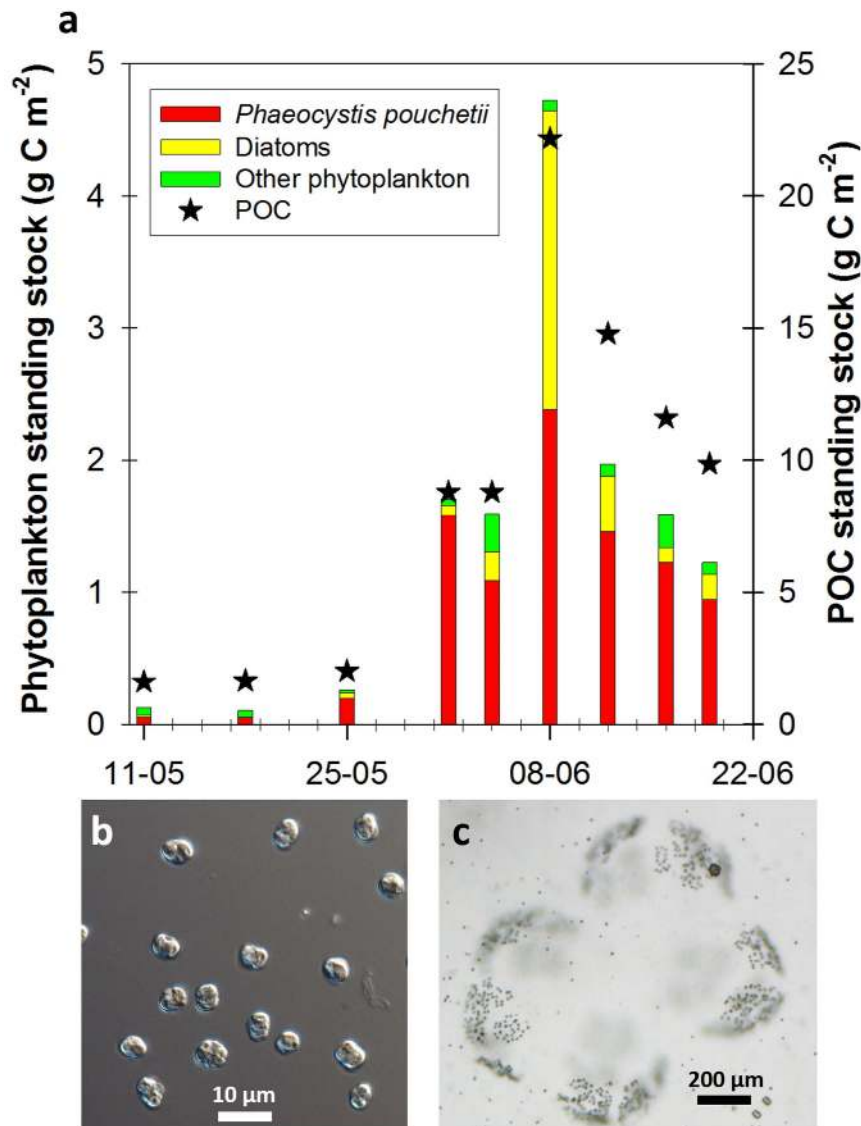 a
Phytoplankton standing stock (g C m⁻²)
5
4
3
2
1
0
Phaeocystis pouchetii
Diatoms
Other phytoplankton
POC
25
20
15
10
5
0
POC standing stock (g C m⁻²)
11-05 25-05 08-06 22-06
b
10 µm
c
200 µm